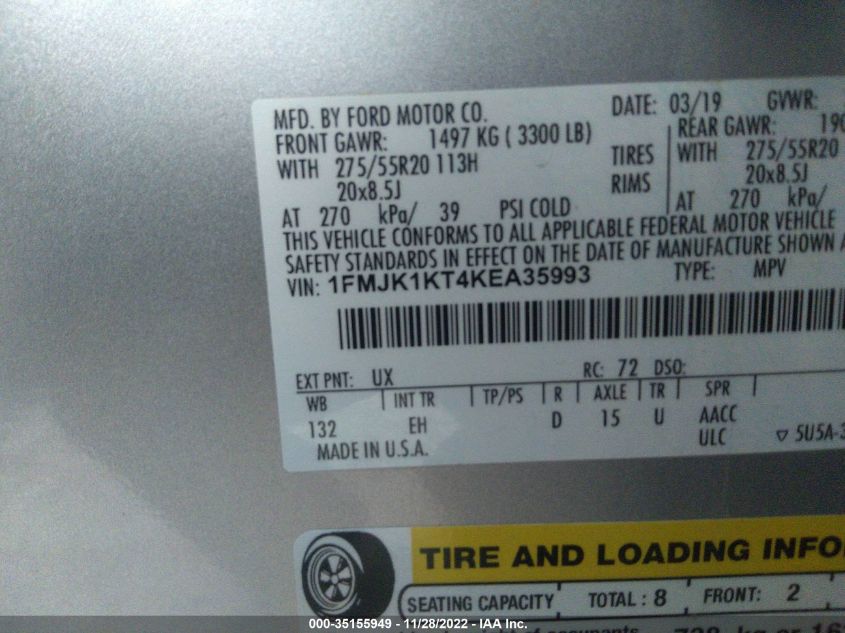 MFD. BY FORD MOTOR CO. DATE: 03/19 GVWR:
FRONT GAWR: 1497 KG ( 3300 LB) REAR GAWR: 190
WITH 275/55R20 113H TIRES WITH 275/55R20
20x8.5J RIMS 20x8.5J
AT 270 kPa/ 39 PSI COLD AT 270 kPa/
THIS VEHICLE CONFORMS TO ALL APPLICABLE FEDERAL MOTOR VEHICLE
SAFETY STANDARDS IN EFFECT ON THE DATE OF MANUFACTURE SHOWN A
VIN: 1FMJK1KT4KEA35993 TYPE: MPV
EXT PNT: UX RC: 72 DSO:
WB INT TR TP/PS R AXLE TR SPR
132 EH D 15 U AACC
ULC 5U5A-3
MADE IN U.S.A.
TIRE AND LOADING INFO
SEATING CAPACITY TOTAL : 8 FRONT: 2
000-35155949 - 11/28/2022 - IAA Inc.